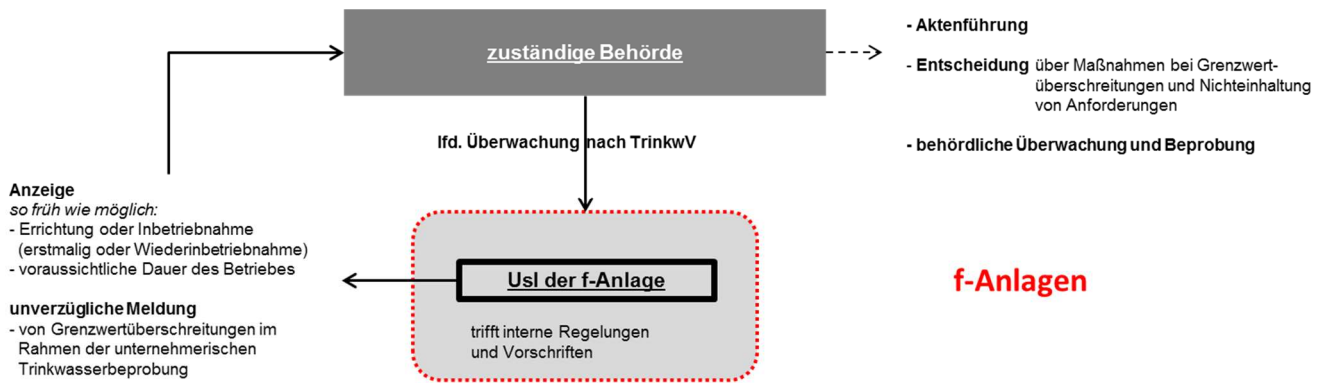 zuständige Behörde
- Aktenführung
- Entscheidung über Maßnahmen bei Grenzwert-
überschreitungen und Nichteinhaltung
von Anforderungen
- behördliche Überwachung und Beprobung
lfd. Überwachung nach TrinkwV
Anzeige
so früh wie möglich:
- Errichtung oder Inbetriebnahme
(erstmalig oder Wiederinbetriebnahme)
- voraussichtliche Dauer des Betriebes
unverzügliche Meldung
- von Grenzwertüberschreitungen im
Rahmen der unternehmerischen
Trinkwasserbeprobung
UsI der f-Anlage
trifft interne Regelungen
und Vorschriften
f-Anlagen